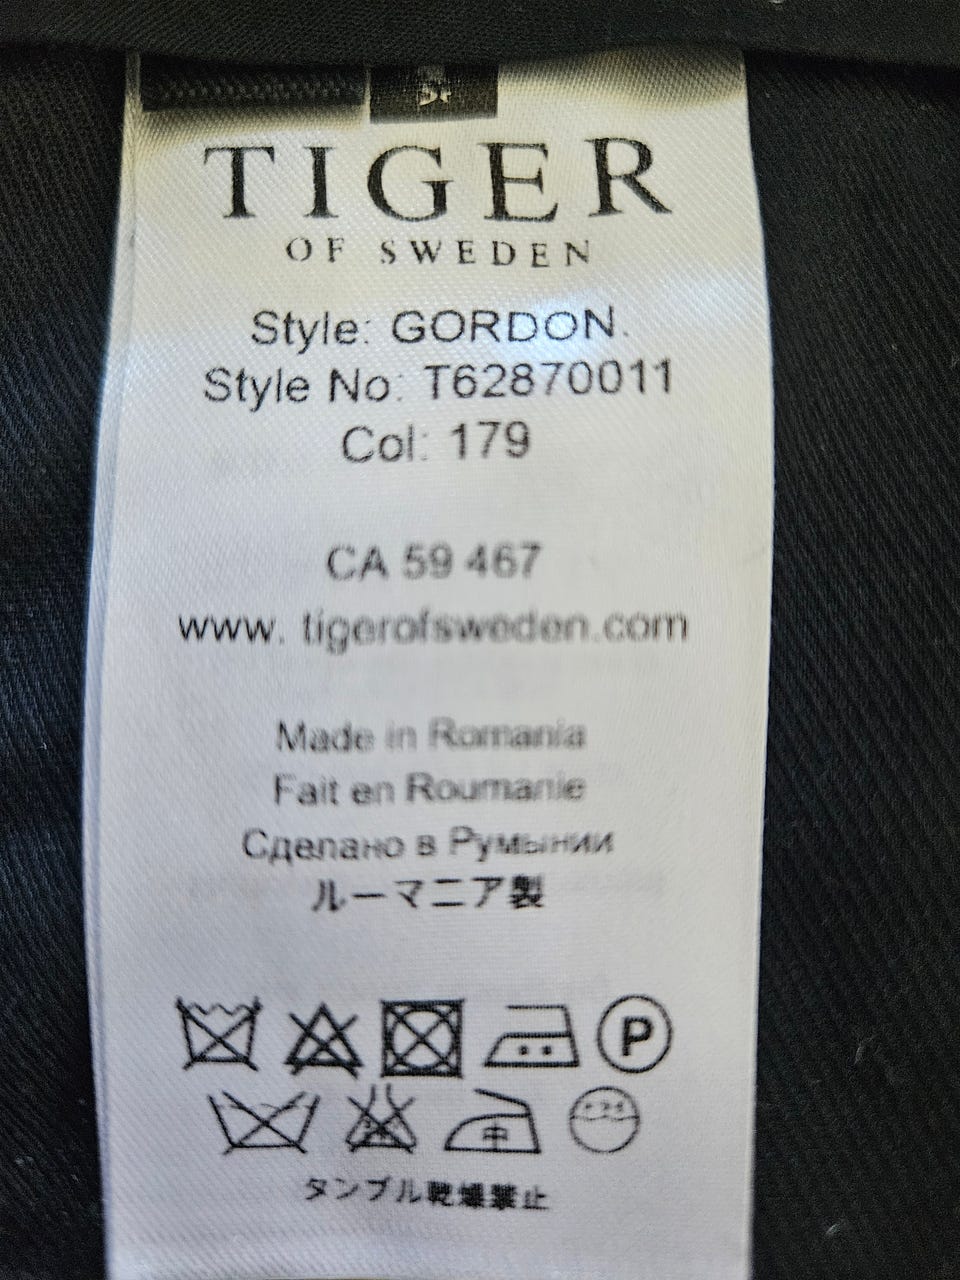 TIGER
OF SWEDEN
Style: GORDON.
Style No: T62870011
Col: 179
CA 59 467
www. tigerofsweden.com
Made in Romania
Fait en Roumanie
Сделано в Румынии
ルーマニア製
P
中
タンブル乾燥禁止